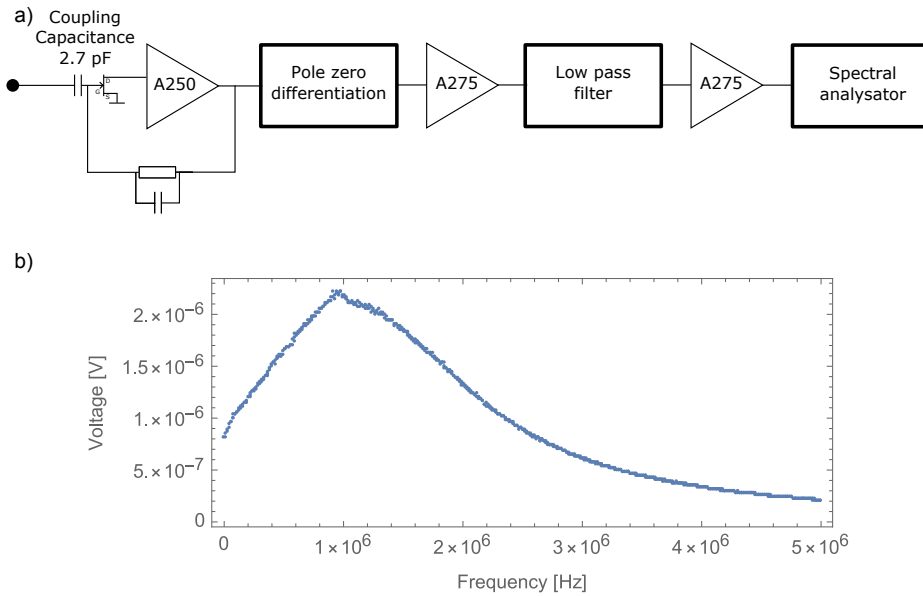 a)
Coupling
Capacitance
2.7 pF
D
G
S
A250
Pole zero
differentiation
A275
Low pass
filter
A275
Spectral
analysator
b)
2.×10⁻⁶
1.5×10⁻⁶
1.×10⁻⁶
5.×10⁻⁷
0
Voltage [V]
0
1×10⁶
2×10⁶
3×10⁶
4×10⁶
5×10⁶
Frequency [Hz]